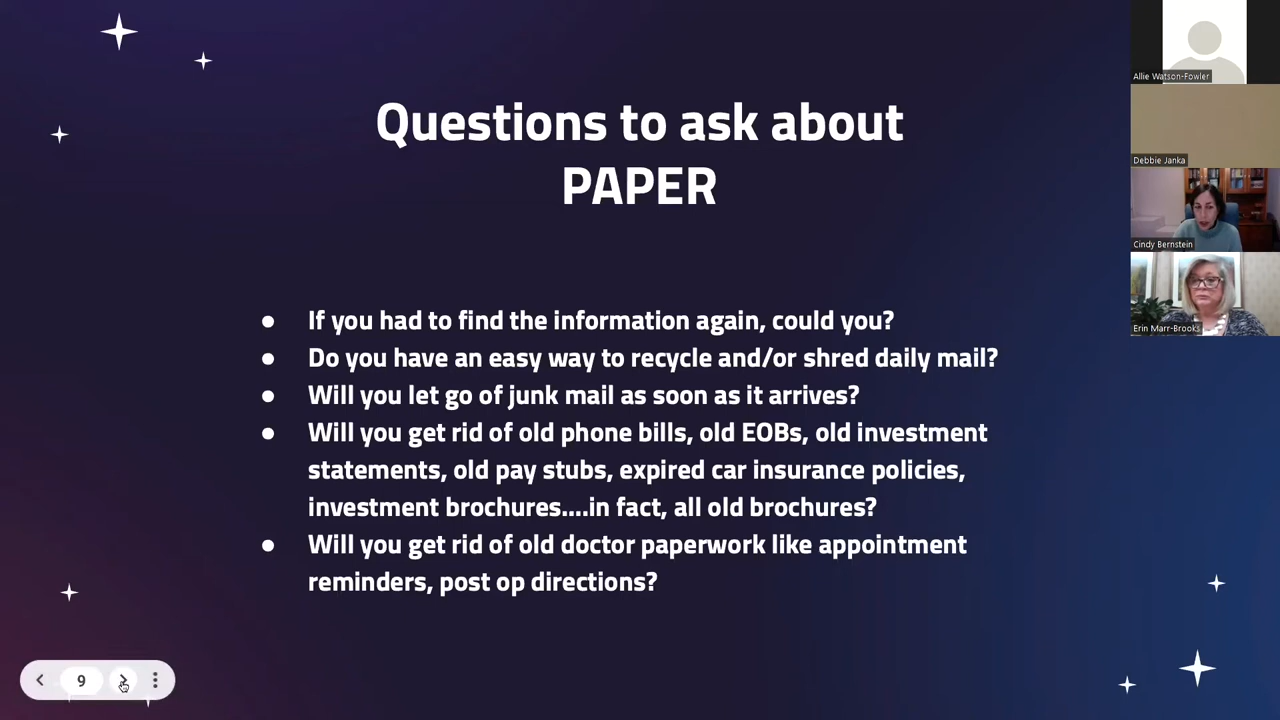 Questions to ask about
PAPER
● If you had to find the information again, could you?
● Do you have an easy way to recycle and/or shred daily mail?
● Will you let go of junk mail as soon as it arrives?
● Will you get rid of old phone bills, old EOBs, old investment
statements, old pay stubs, expired car insurance policies,
investment brochures....in fact, all old brochures?
● Will you get rid of old doctor paperwork like appointment
reminders, post op directions?
9
Allie Watson-Fowler
Debbie Janka
Cindy Bernstein
Erin Marr-Brooks